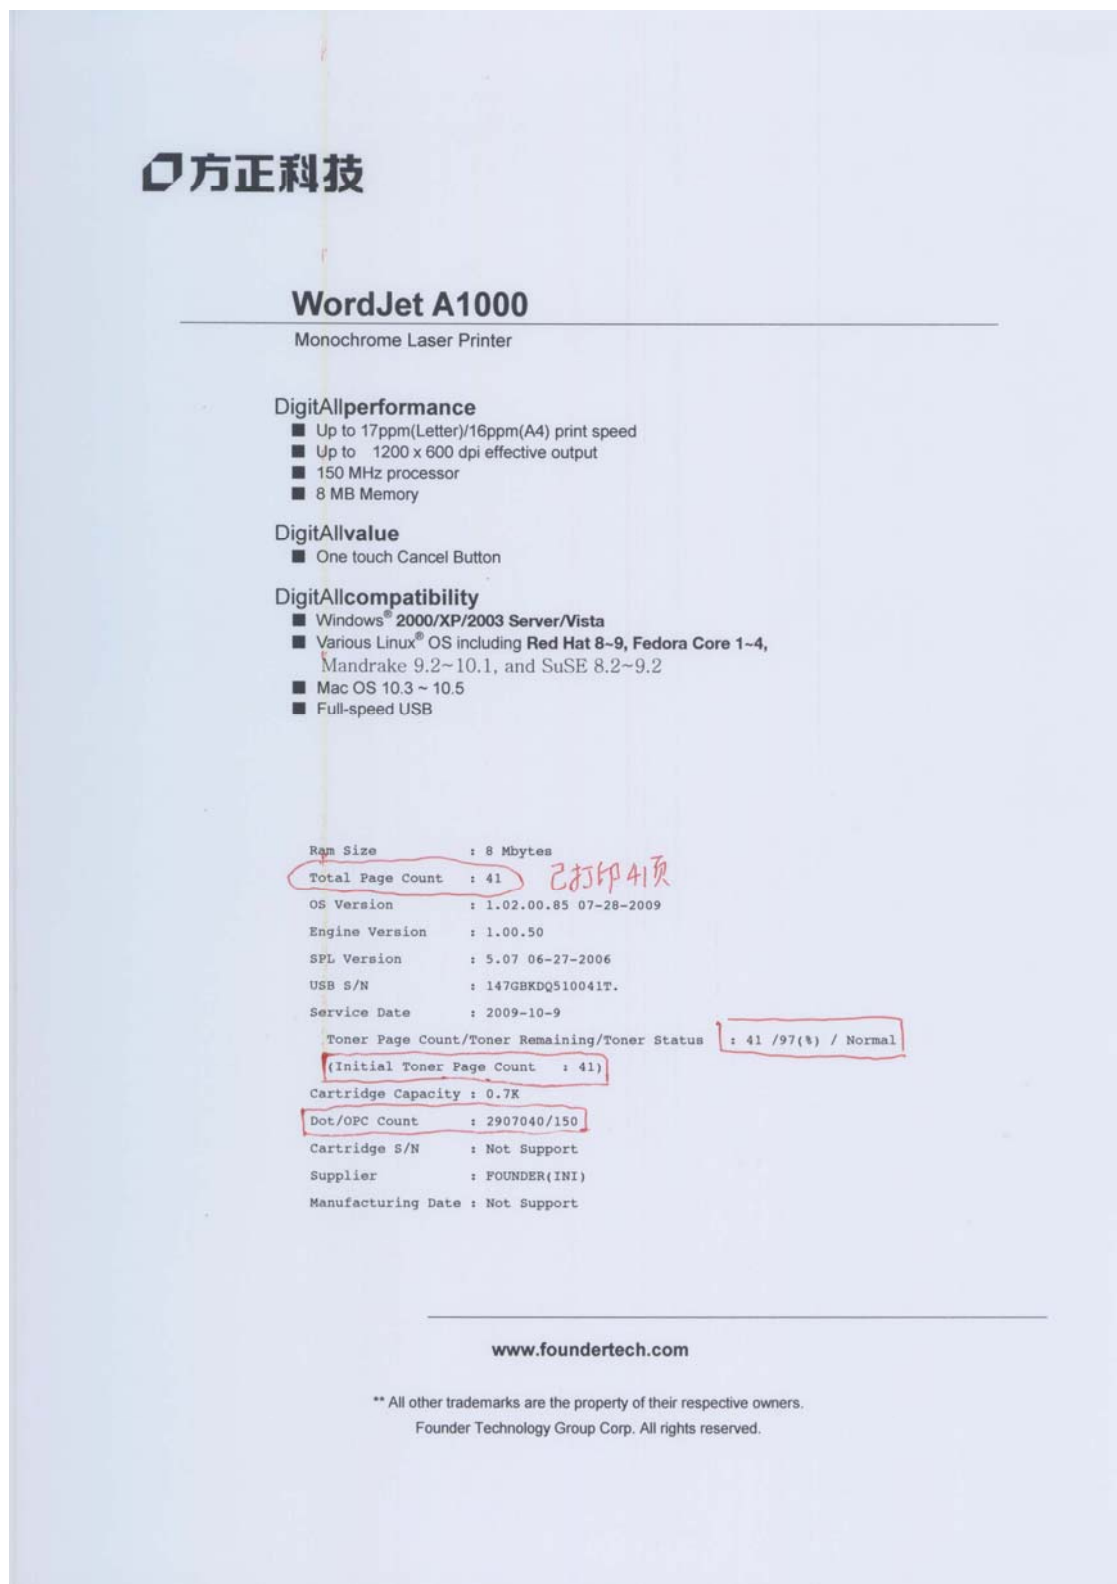 方正科技
WordJet A1000
Monochrome Laser Printer
DigitAllperformance
■ Up to 17ppm(Letter)/16ppm(A4) print speed
■ Up to 1200 x 600 dpi effective output
■ 150 MHz processor
■ 8 MB Memory
DigitAllvalue
■ One touch Cancel Button
DigitAllcompatibility
■ Windows® 2000/XP/2003 Server/Vista
■ Various Linux® OS including Red Hat 8~9, Fedora Core 1~4,
Mandrake 9.2~10.1, and SuSE 8.2~9.2
■ Mac OS 10.3 ~ 10.5
■ Full-speed USB
Ram Size : 8 Mbytes
Total Page Count : 41 已打印41页
OS Version : 1.02.00.85 07-28-2009
Engine Version : 1.00.50
SPL Version : 5.07 06-27-2006
USB S/N : 147GBKDQ510041T.
Service Date : 2009-10-9
Toner Page Count/Toner Remaining/Toner Status : 41 /97(%) / Normal
(Initial Toner Page Count : 41)
Cartridge Capacity : 0.7K
Dot/OPC Count : 2907040/150
Cartridge S/N : Not Support
Supplier : FOUNDER(INI)
Manufacturing Date : Not Support
www.foundertech.com
** All other trademarks are the property of their respective owners.
Founder Technology Group Corp. All rights reserved.